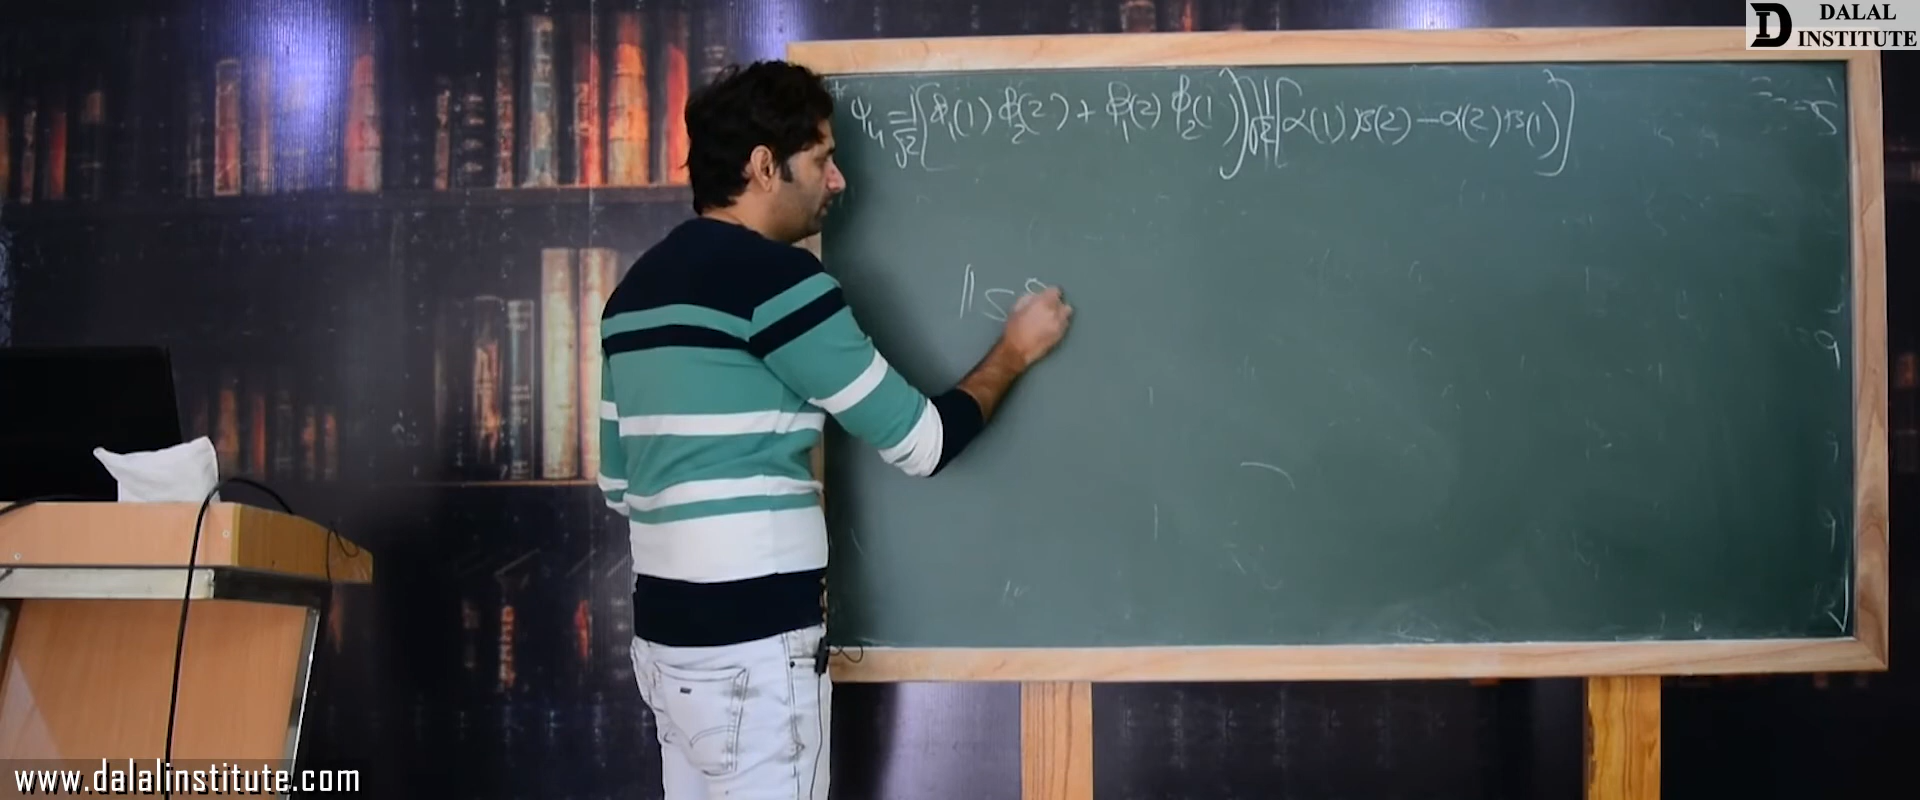 DALAL
INSTITUTE
ψ₄ = 1/√2 [ϕ₁(1) ϕ₂(2) + ϕ₁(2) ϕ₂(1)] 1/√2 [α(1) β(2) − α(2) β(1)]
www.dalalinstitute.com